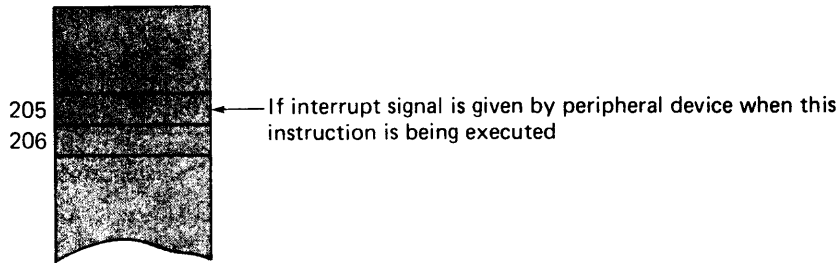 205
If interrupt signal is given by peripheral device when this
206
instruction is being executed